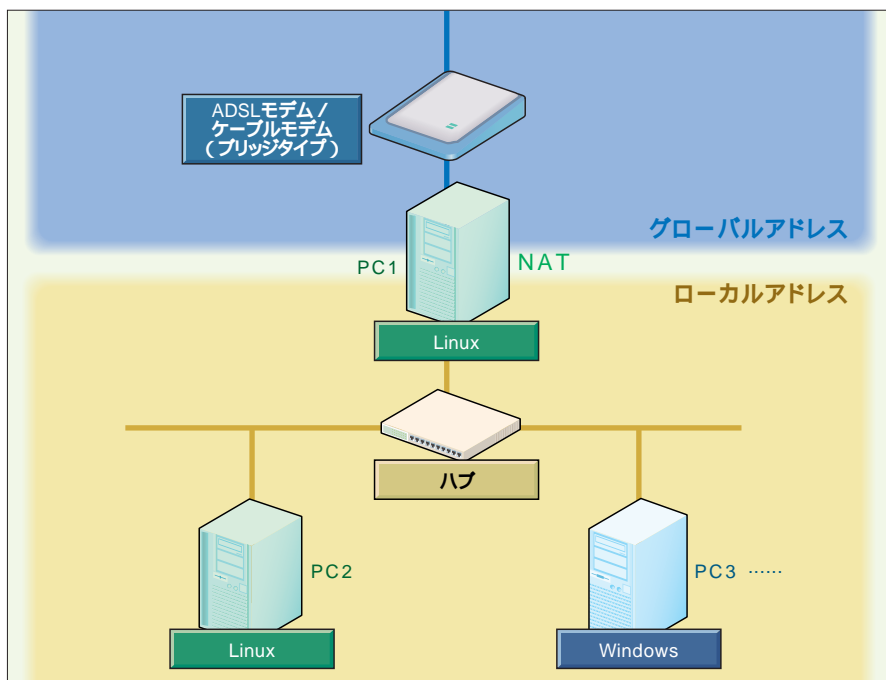 ADSLモデム /
ケーブルモデム
(ブリッジタイプ)
グローバルアドレス
PC1
NAT
ローカルアドレス
Linux
ハブ
PC2
PC3 ……
Linux
Windows